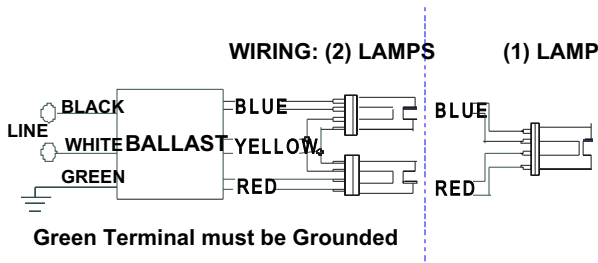 WIRING: (2) LAMPS
(1) LAMP
BLACK
BLUE
BLUE
LINE
WHITE
BALLAST
YELLOW
GREEN
RED
RED
Green Terminal must be Grounded